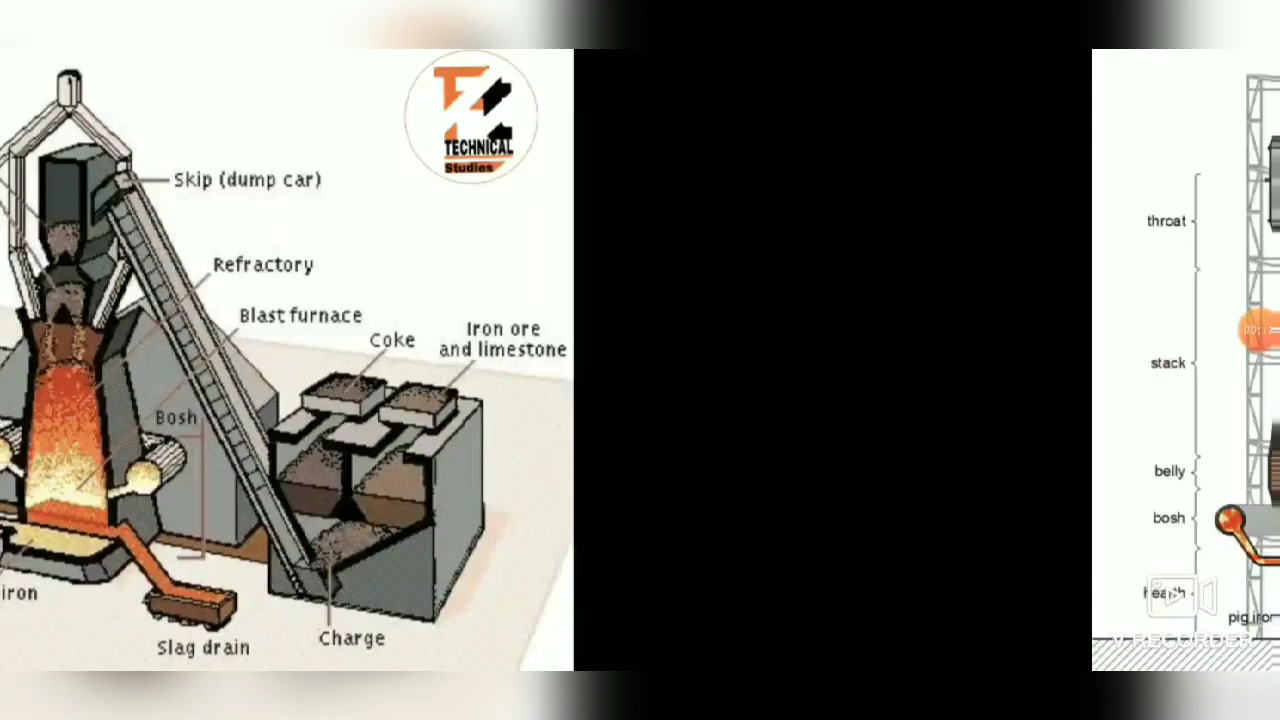 TECHNICAL
Studies
Skip (dump car)
Refractory
Blast furnace
Coke
Iron ore
and limestone
Bosh
iron
Slag drain
Charge
throat
stack
belly
bosh
hearth
pig iron
V RECORDER